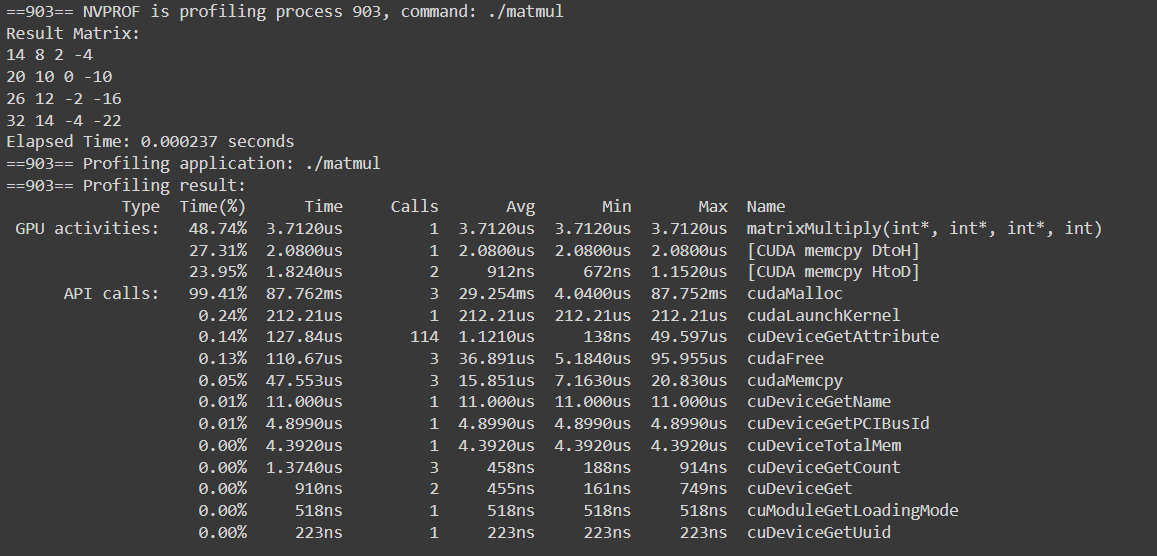 ==903== NVPROF is profiling process 903, command: ./matmul
Result Matrix:
14 8 2 -4
20 10 0 -10
26 12 -2 -16
32 14 -4 -22
Elapsed Time: 0.000237 seconds
==903== Profiling application: ./matmul
==903== Profiling result:
            Type  Time(%)      Time     Calls       Avg       Min       Max  Name
 GPU activities:   48.74%  3.7120us         1  3.7120us  3.7120us  3.7120us  matrixMultiply(int*, int*, int*, int)
                   27.31%  2.0800us         1  2.0800us  2.0800us  2.0800us  [CUDA memcpy DtoH]
                   23.95%  1.8240us         2     912ns     672ns  1.1520us  [CUDA memcpy HtoD]
      API calls:   99.41%  87.762ms         3  29.254ms  4.0400us  87.752ms  cudaMalloc
                    0.24%  212.21us         1  212.21us  212.21us  212.21us  cudaLaunchKernel
                    0.14%  127.84us       114  1.1210us     138ns  49.597us  cuDeviceGetAttribute
                    0.13%  110.67us         3  36.891us  5.1840us  95.955us  cudaFree
                    0.05%  47.553us         3  15.851us  7.1630us  20.830us  cudaMemcpy
                    0.01%  11.000us         1  11.000us  11.000us  11.000us  cuDeviceGetName
                    0.01%  4.8990us         1  4.8990us  4.8990us  4.8990us  cuDeviceGetPCIBusId
                    0.00%  4.3920us         1  4.3920us  4.3920us  4.3920us  cuDeviceTotalMem
                    0.00%  1.3740us         3     458ns     188ns     914ns  cuDeviceGetCount
                    0.00%     910ns         2     455ns     161ns     749ns  cuDeviceGet
                    0.00%     518ns         1     518ns     518ns     518ns  cuModuleGetLoadingMode
                    0.00%     223ns         1     223ns     223ns     223ns  cuDeviceGetUuid